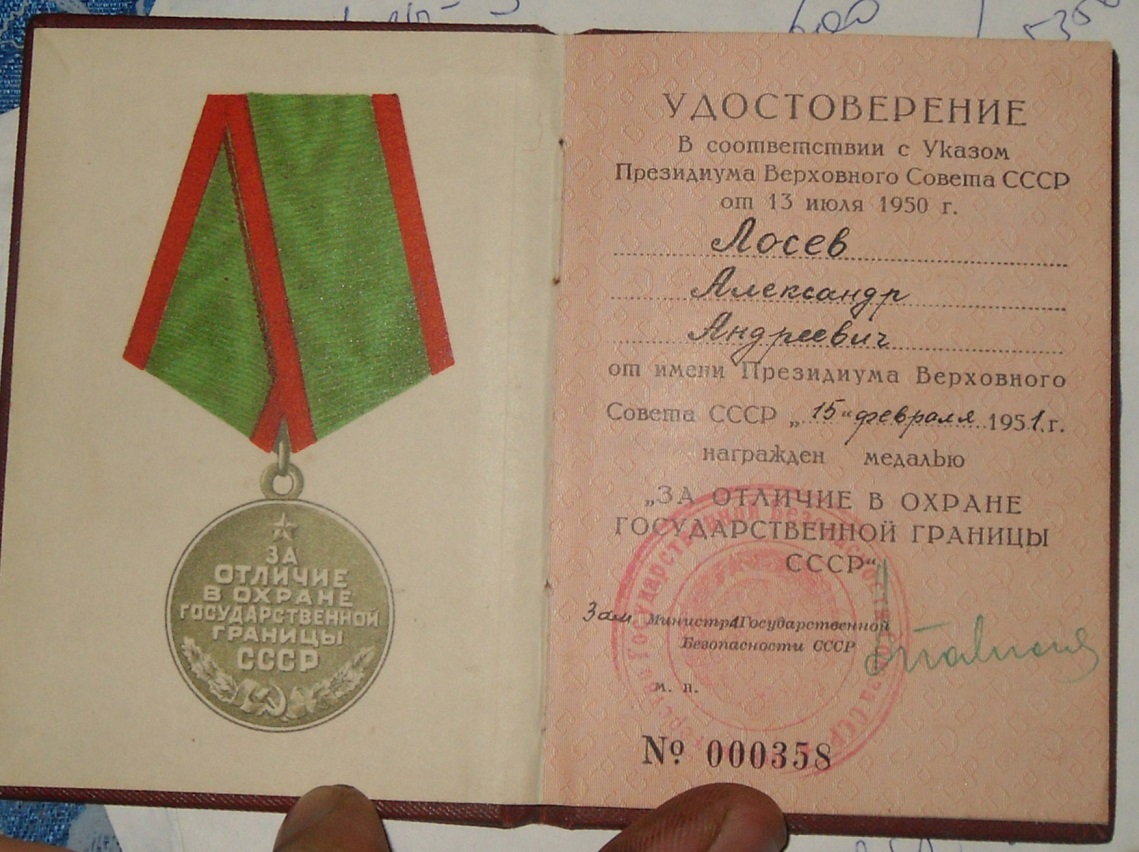 ЗА
ОТЛИЧИЕ
В ОХРАНЕ
ГОСУДАРСТВЕННОЙ
ГРАНИЦЫ
СССР
УДОСТОВЕРЕНИЕ
В соответствии с Указом
Президиума Верховного Совета СССР
от 13 июля 1950 г.
Лосев
Александр
Андреевич
от имени Президиума Верховного
Совета СССР „15“ февраля 1951 г.
награжден медалью
„ЗА ОТЛИЧИЕ В ОХРАНЕ
ГОСУДАРСТВЕННОЙ ГРАНИЦЫ
СССР“
Зам Министра Государственной
Безопасности СССР
м. п.
№ 000358